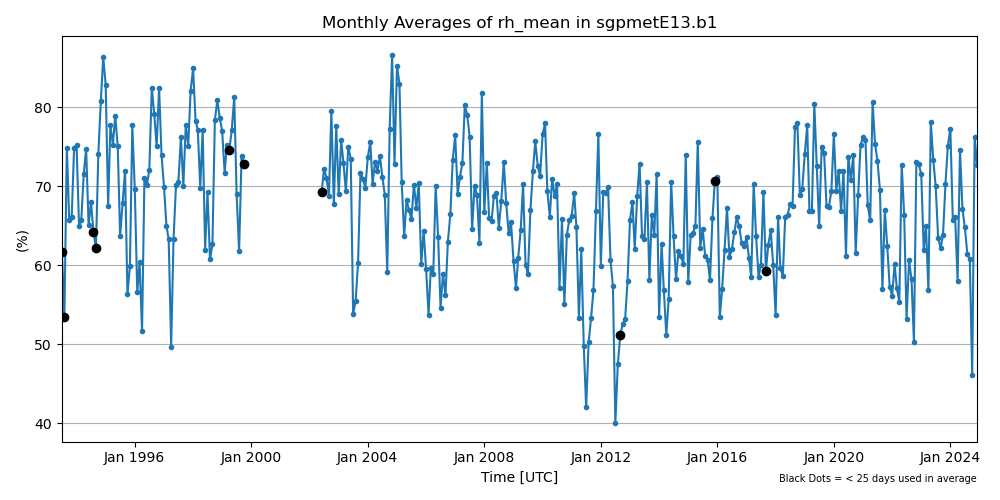 Monthly Averages of rh_mean in sgpmetE13.b1
(%)
80
70
60
50
40
Jan 1996
Jan 2000
Jan 2004
Jan 2008
Jan 2012
Jan 2016
Jan 2020
Jan 2024
Time [UTC]
Black Dots = < 25 days used in average